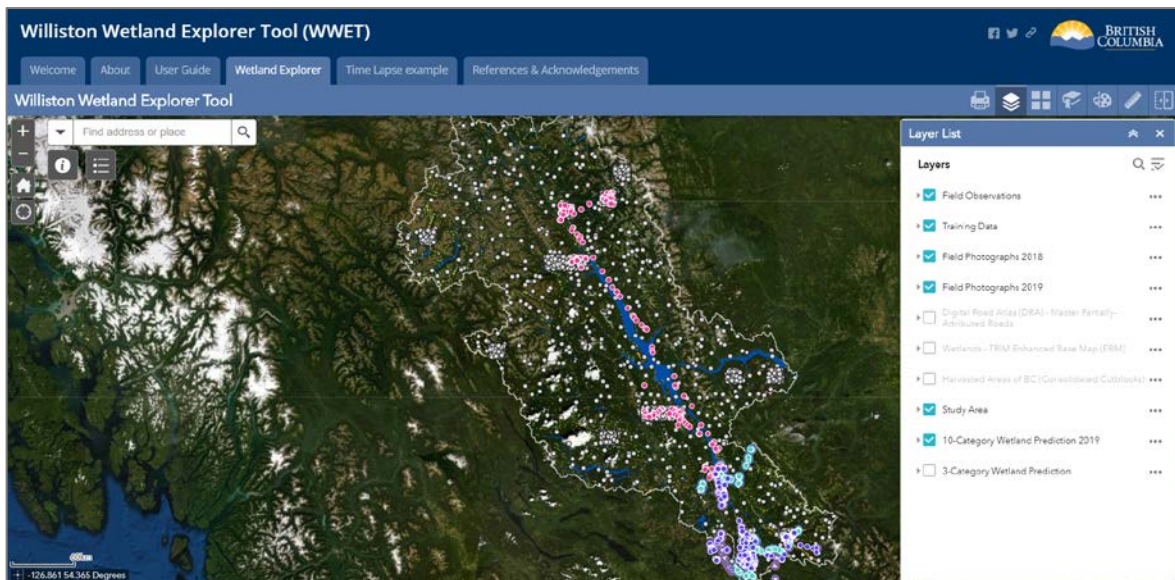 Williston Wetland Explorer Tool (WWET)
BRITISH
COLUMBIA
Welcome
About
User Guide
Wetland Explorer
Time Lapse example
References & Acknowledgements
Williston Wetland Explorer Tool
+
Find address or place
−
Layer List
Layers
Field Observations
Training Data
Field Photographs 2018
Field Photographs 2019
Digital Road Atlas (DRA) - Master Partially-
Attributed Roads
Wetlands - TRIM Enhanced Base Map (EBM)
Harvested Areas of BC (Consolidated Cutblocks)
Study Area
10-Category Wetland Prediction 2019
3-Category Wetland Prediction
60km
-126.861 54.365 Degrees